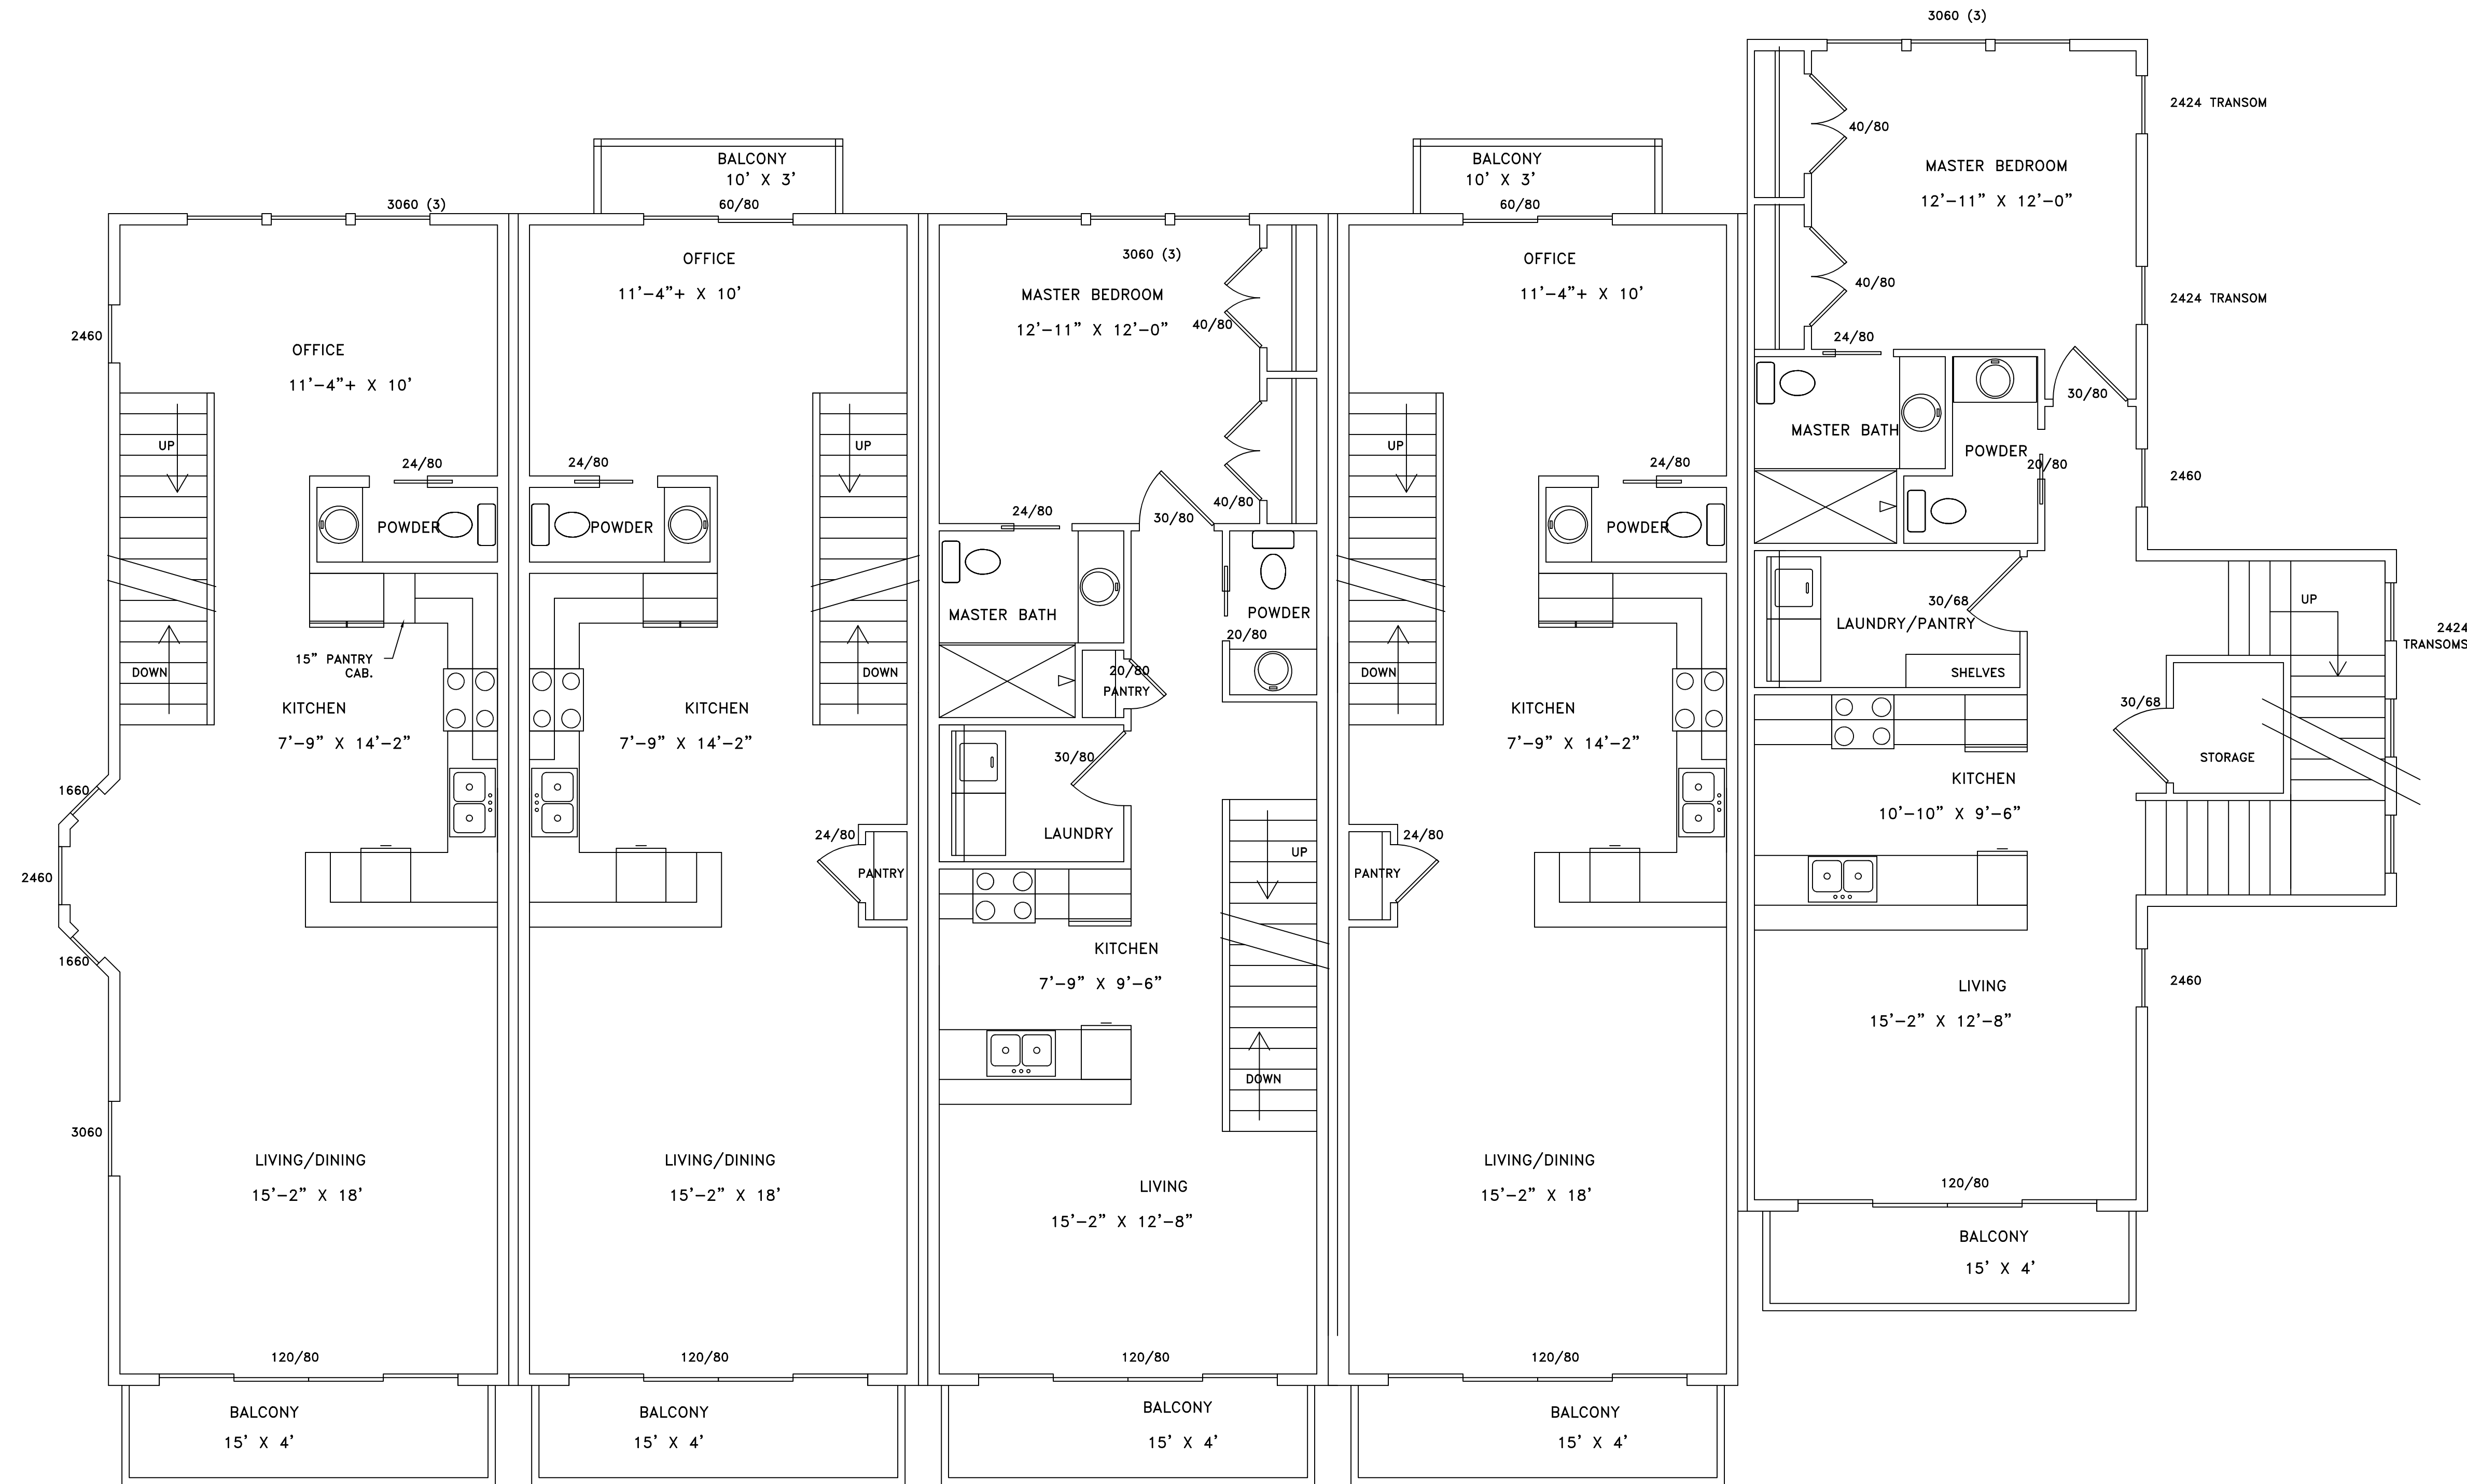 3060 (3)
2424 TRANSOM
40/80
MASTER BEDROOM
12'-11" X 12'-0"
40/80
2424 TRANSOM
24/80
30/80
MASTER BATH
POWDER
20/80
2460
30/68
LAUNDRY/PANTRY
SHELVES
UP
2424
TRANSOMS
30/68
STORAGE
KITCHEN
10'-10" X 9'-6"
LIVING
15'-2" X 12'-8"
2460
120/80
BALCONY
15' X 4'
3060 (3)
2460
OFFICE
11'-4"+ X 10'
UP
24/80
POWDER
15" PANTRY
CAB.
DOWN
KITCHEN
7'-9" X 14'-2"
1660
2460
1660
3060
LIVING/DINING
15'-2" X 18'
120/80
BALCONY
15' X 4'
BALCONY
10' X 3'
60/80
OFFICE
11'-4"+ X 10'
UP
24/80
POWDER
DOWN
KITCHEN
7'-9" X 14'-2"
24/80
PANTRY
LIVING/DINING
15'-2" X 18'
120/80
BALCONY
15' X 4'
3060 (3)
MASTER BEDROOM
12'-11" X 12'-0"
40/80
40/80
24/80
30/80
MASTER BATH
POWDER
20/80
20/80
PANTRY
30/80
LAUNDRY
UP
KITCHEN
7'-9" X 9'-6"
DOWN
LIVING
15'-2" X 12'-8"
120/80
BALCONY
15' X 4'
BALCONY
10' X 3'
60/80
OFFICE
11'-4"+ X 10'
UP
24/80
POWDER
DOWN
KITCHEN
7'-9" X 14'-2"
24/80
PANTRY
LIVING/DINING
15'-2" X 18'
120/80
BALCONY
15' X 4'